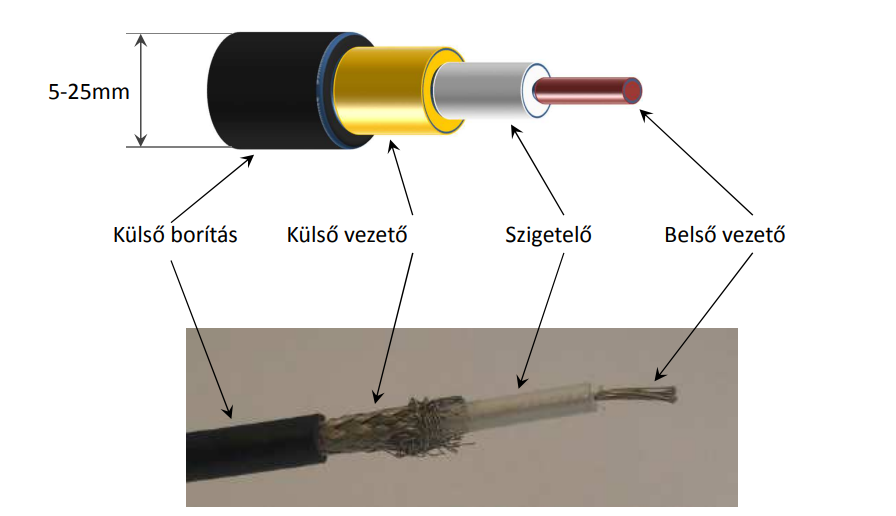 5-25mm
Külső borítás
Külső vezető
Szigetelő
Belső vezető